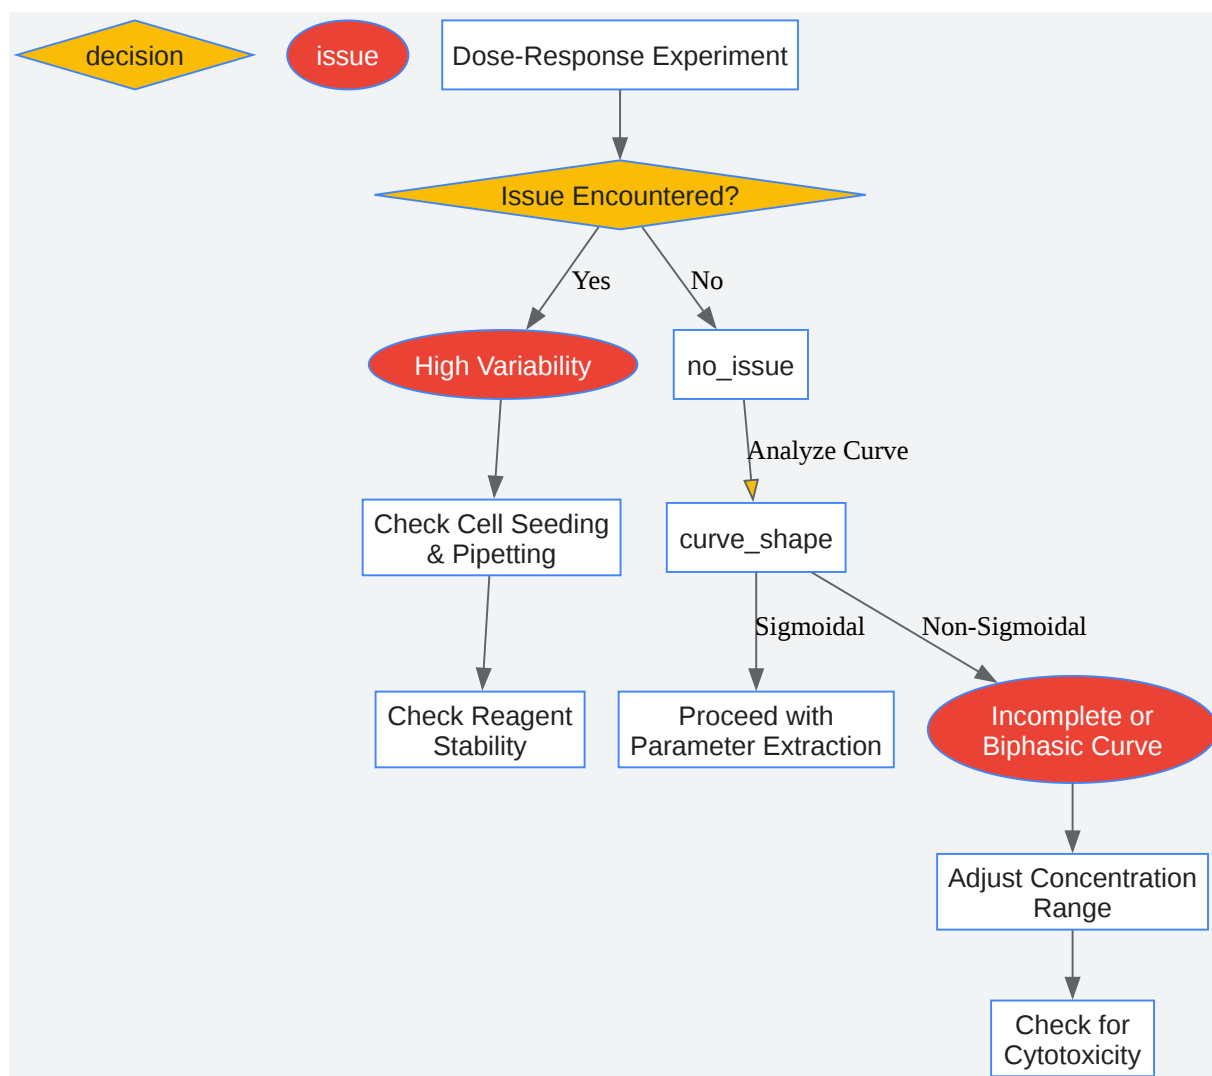 decision
issue
Dose-Response Experiment
Issue Encountered?
Yes
No
High Variability
no_issue
Analyze Curve
Check Cell Seeding
& Pipetting
curve_shape
Sigmoidal
Non-Sigmoidal
Check Reagent
Stability
Proceed with
Parameter Extraction
Incomplete or
Biphasic Curve
Adjust Concentration
Range
Check for
Cytotoxicity